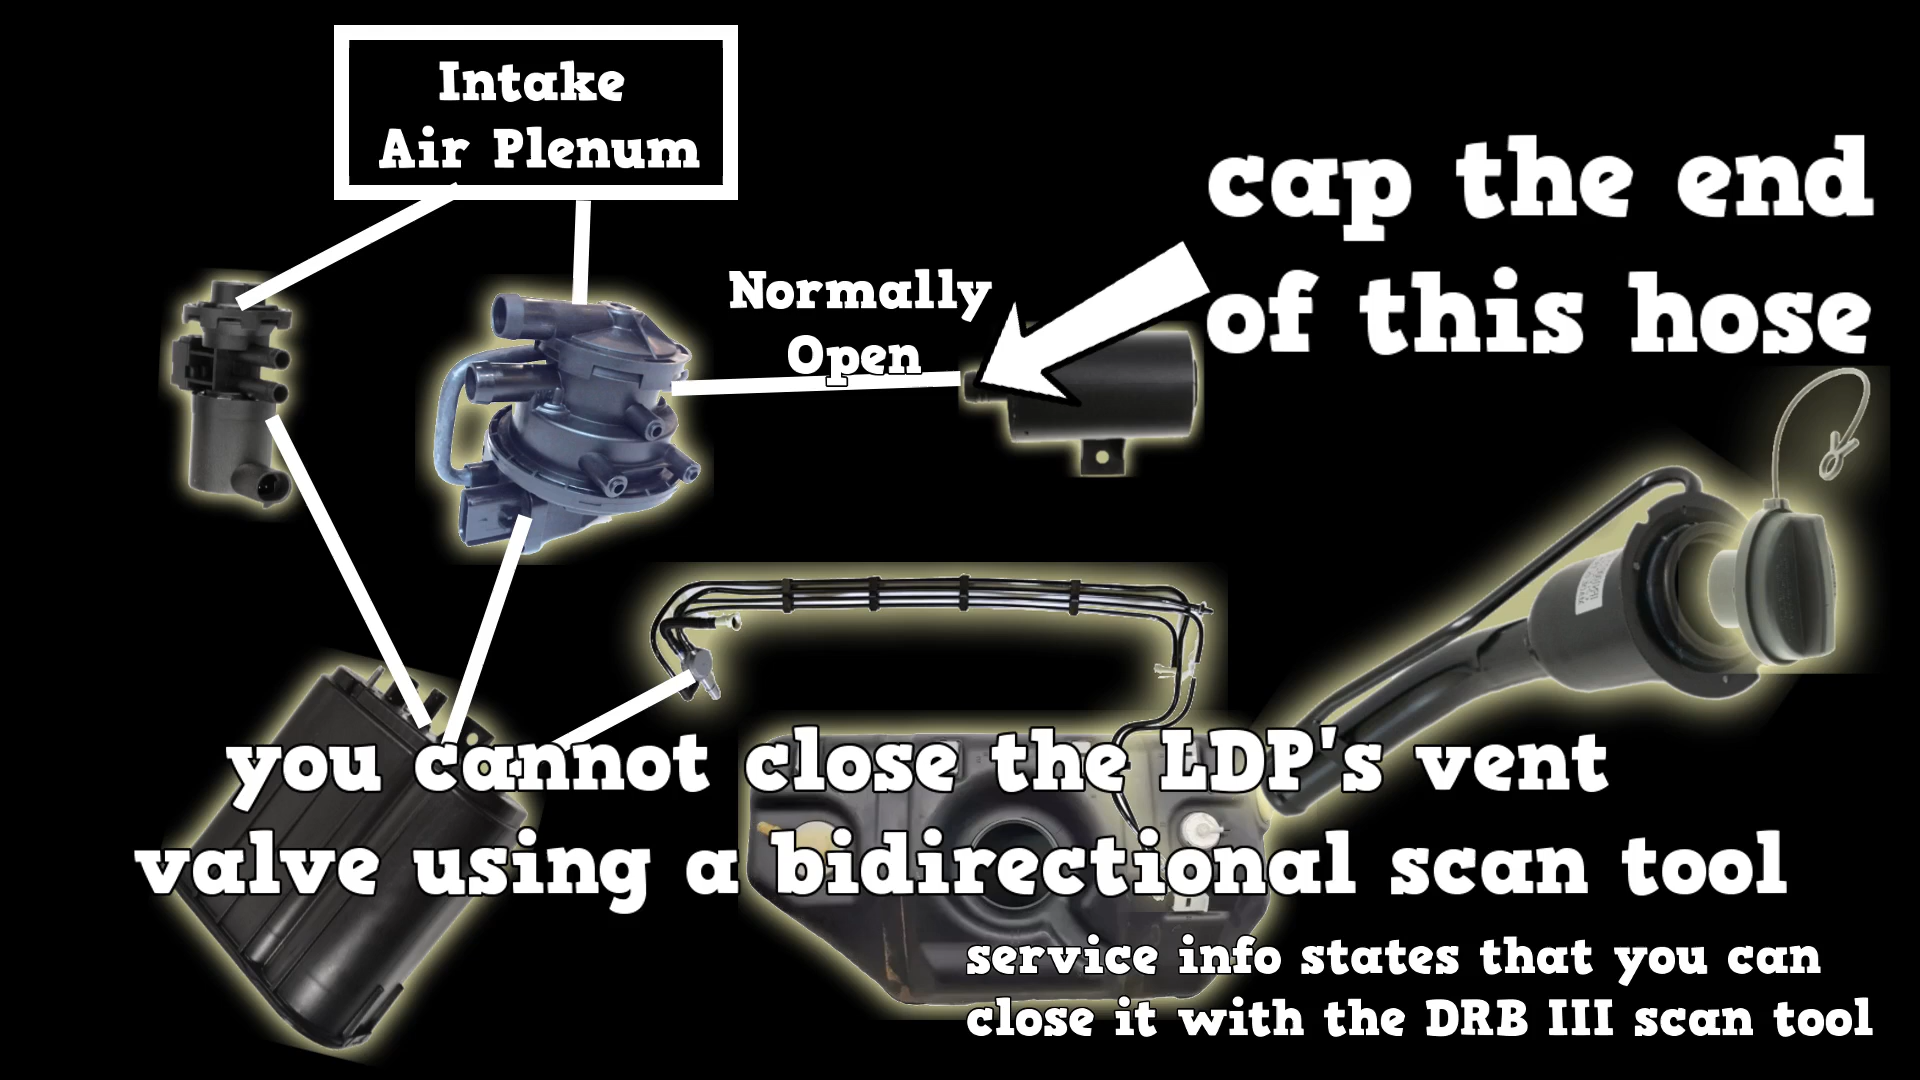 Intake
Air Plenum
cap the end
of this hose
Normally
Open
you cannot close the LDP's vent
valve using a bidirectional scan tool
service info states that you can
close it with the DRB III scan tool